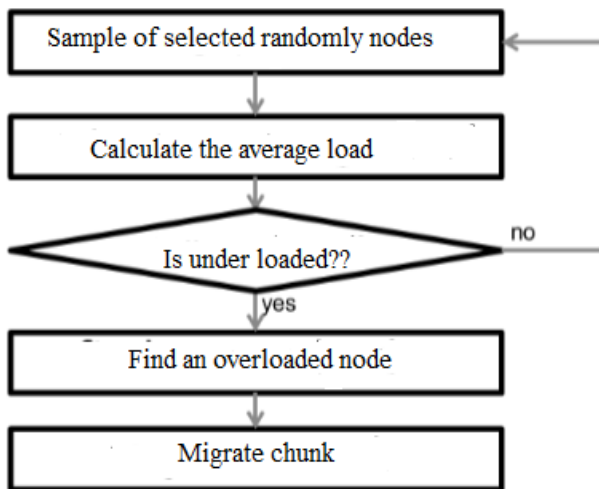 Sample of selected randomly nodes
Calculate the average load
Is under loaded??
no
yes
Find an overloaded node
Migrate chunk